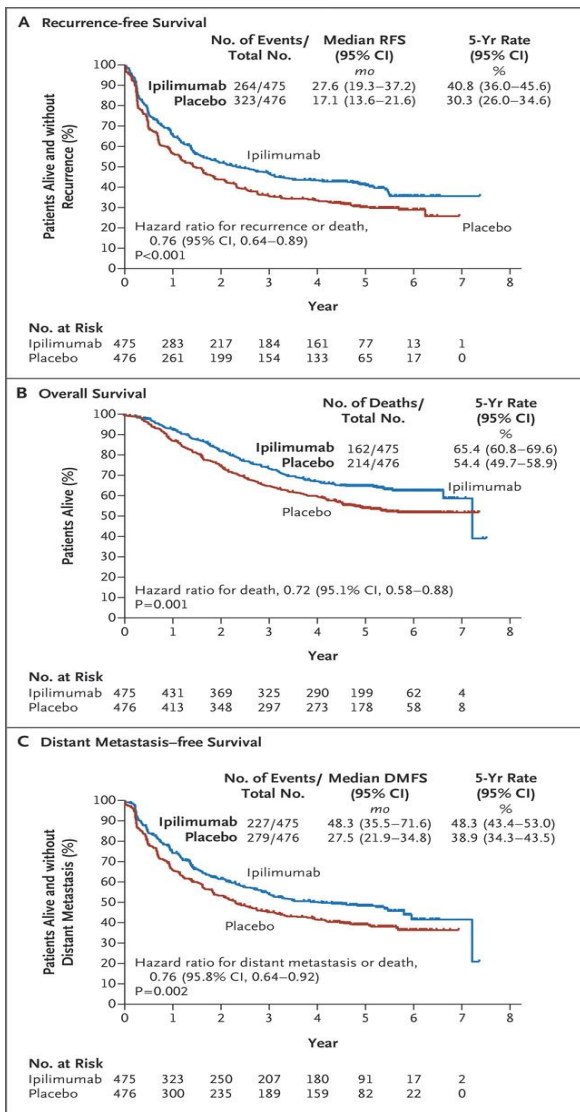 A Recurrence-free Survival
No. of Events/ Median RFS 5-Yr Rate
Total No. (95% CI) (95% CI)
mo %
Ipilimumab 264/475 27.6 (19.3–37.2) 40.8 (36.0–45.6)
Placebo 323/476 17.1 (13.6–21.6) 30.3 (26.0–34.6)
Patients Alive and without
Recurrence (%)
100
90
80
70
60
50
40
30
20
10
0
Ipilimumab
Placebo
Hazard ratio for recurrence or death,
0.76 (95% CI, 0.64–0.89)
P<0.001
0 1 2 3 4 5 6 7 8
Year
No. at Risk
Ipilimumab 475 283 217 184 161 77 13 1
Placebo 476 261 199 154 133 65 17 0
B Overall Survival
No. of Deaths/ 5-Yr Rate
Total No. (95% CI)
%
Ipilimumab 162/475 65.4 (60.8–69.6)
Placebo 214/476 54.4 (49.7–58.9)
Patients Alive (%)
100
90
80
70
60
50
40
30
20
10
0
Ipilimumab
Placebo
Hazard ratio for death, 0.72 (95.1% CI, 0.58–0.88)
P=0.001
0 1 2 3 4 5 6 7 8
Year
No. at Risk
Ipilimumab 475 431 369 325 290 199 62 4
Placebo 476 413 348 297 273 178 58 8
C Distant Metastasis–free Survival
No. of Events/ Median DMFS 5-Yr Rate
Total No. (95% CI) (95% CI)
mo %
Ipilimumab 227/475 48.3 (35.5–71.6) 48.3 (43.4–53.0)
Placebo 279/476 27.5 (21.9–34.8) 38.9 (34.3–43.5)
Patients Alive and without
Distant Metastasis (%)
100
90
80
70
60
50
40
30
20
10
0
Ipilimumab
Placebo
Hazard ratio for distant metastasis or death,
0.76 (95.8% CI, 0.64–0.92)
P=0.002
0 1 2 3 4 5 6 7 8
Year
No. at Risk
Ipilimumab 475 323 250 207 180 91 17 2
Placebo 476 300 235 189 159 82 22 0